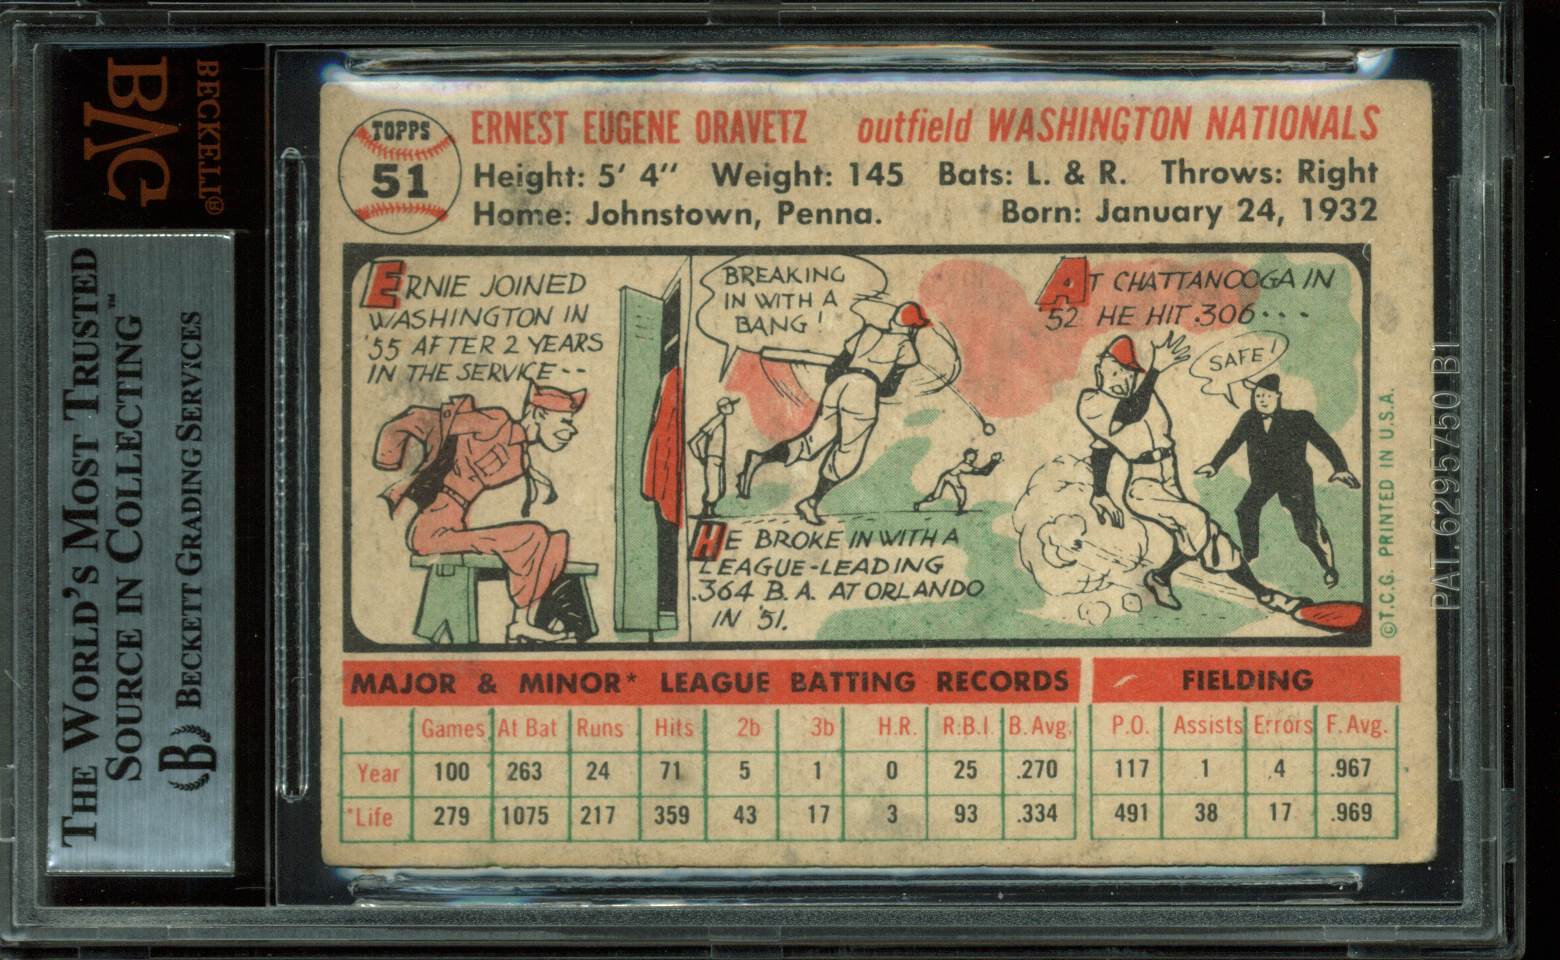 BECKETT®
BVG
THE WORLD'S MOST TRUSTED
SOURCE IN COLLECTING™
B BECKETT GRADING SERVICES
TOPPS
51
ERNEST EUGENE ORAVETZ outfield WASHINGTON NATIONALS
Height: 5' 4" Weight: 145 Bats: L. & R. Throws: Right
Home: Johnstown, Penna. Born: January 24, 1932
ERNIE JOINED
WASHINGTON IN
'55 AFTER 2 YEARS
IN THE SERVICE--
BREAKING
IN WITH A
BANG!
HE BROKE IN WITH A
LEAGUE-LEADING
.364 B.A. AT ORLANDO
IN '51.
AT CHATTANOOGA IN
52 HE HIT .306....
SAFE!
©T.C.G. PRINTED IN U.S.A.
PAT. 6295750 B1
MAJOR & MINOR* LEAGUE BATTING RECORDS FIELDING
Games At Bat Runs Hits 2b 3b H.R. R.B.I. B. Avg. P.O. Assists Errors F. Avg.
Year 100 263 24 71 5 1 0 25 .270 117 1 4 .967
*Life 279 1075 217 359 43 17 3 93 .334 491 38 17 .969